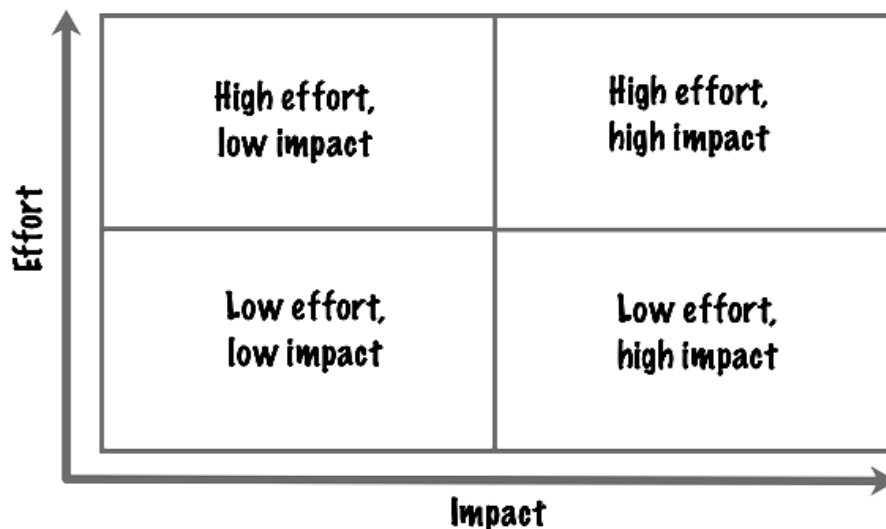 High effort,
low impact
High effort,
high impact
Effort
Low effort,
low impact
Low effort,
high impact
Impact